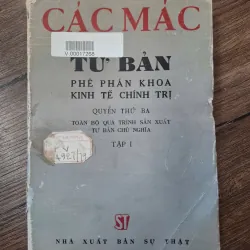 CÁC MÁC
V 00017256
TƯ BẢN
PHÊ PHÁN KHOA
KINH TẾ CHÍNH TRỊ
QUYỂN THỨ BA
TOÀN BỘ QUÁ TRÌNH SẢN XUẤT
TƯ BẢN CHỦ NGHĨA
TẬP I
V
ST
NHÀ XUẤT BẢN SỰ THẬT